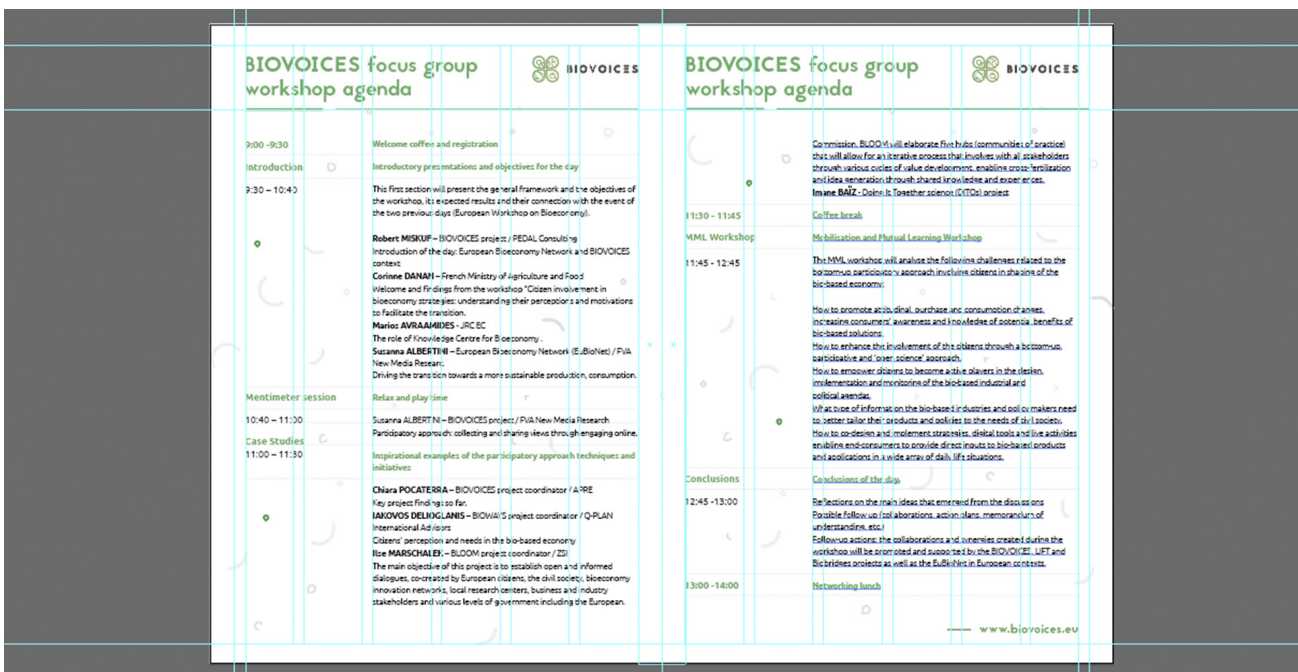 BIOVOICES focus group
workshop agenda
BIOVOICES
9:00 -9:30
Welcome coffee and registration
Introduction
Introductory presentations and objectives for the day
9:30 – 10:40
This first section will present the general framework and the objectives of
the workshop, its expected results and their connection with the event of
the two previous days (European Workshop on Bioeconomy).
Robert MISKUF – BIOVOICES project / PEDAL Consulting
Introduction of the day: European Bioeconomy Network and BIOVOICES
context
Corinne DANAN – French Ministry of Agriculture and Food
Welcome and findings from the workshop "Citizen involvement in
bioeconomy strategies: understanding their perceptions and motivations
to facilitate the transition.
Marios AVRAAMIDES - JRC EC
The role of Knowledge Centre for Bioeconomy.
Susanna ALBERTINI – European Bioeconomy Network (EuBioNet) / FVA
New Media Research
Driving the transition towards a more sustainable production, consumption.
Mentimeter session
Relax and play time
10:40 – 11:00
Susanna ALBERTINI – BIOVOICES project / FVA New Media Research
Participatory approach: collecting and sharing views through engaging online.
Case Studies
11:00 – 11:30
Inspirational examples of the participatory approach techniques and
initiatives
Chiara POCATERRA – BIOVOICES project coordinator / APRE
Key project findings so far.
IAKOVOS DELIOGLANIS – BIOWAYS project coordinator / Q-PLAN
International Advisors
Citizens' perception and needs in the bio-based economy
Ilse MARSCHALEK – BLOOM project coordinator / ZSI
The main objective of this project is to establish open and informed
dialogues, co-created by European citizens, the civil society, bioeconomy
innovation networks, local research centers, business and industry
stakeholders and various levels of government including the European.
BIOVOICES focus group
workshop agenda
BIOVOICES
Commission. BLOOM will elaborate five hubs (communities of practice)
that will allow for an iterative process that involves with all stakeholders
through various cycles of value development, enabling cross-fertilization
and idea generation through shared knowledge and experiences.
Imane BAÏZ - Doing It Together science (DITOs) project
11:30 - 11:45
Coffee break
MML Workshop
Mobilisation and Mutual Learning Workshop
11:45 - 12:45
The MML workshop will analyse the following challenges related to the
bottom-up participatory approach involving citizens in shaping of the
bio-based economy:
How to promote attitudinal, purchase and consumption changes,
increasing consumers' awareness and knowledge of potential benefits of
bio-based solutions.
How to enhance the involvement of the citizens through a bottom-up,
participative and 'open science' approach.
How to empower citizens to become active players in the design,
implementation and monitoring of the bio-based industrial and
political agendas.
What type of information the bio-based industries and policy makers need
to better tailor their products and policies to the needs of civil society.
How to co-design and implement strategies, digital tools and live activities
enabling end-consumers to provide direct inputs to bio-based products
and applications in a wide array of daily life situations.
Conclusions
Conclusions of the day.
12:45 -13:00
Reflections on the main ideas that emerged from the discussions
Possible follow up (collaborations, action plans, memorandum of
understanding, etc.)
Follow-up actions: the collaborations and synergies created during the
workshop will be promoted and supported by the BIOVOICES, LIFT and
Biobridges projects as well as the EuBioNet in European contexts.
13:00 -14:00
Networking lunch
www.biovoices.eu